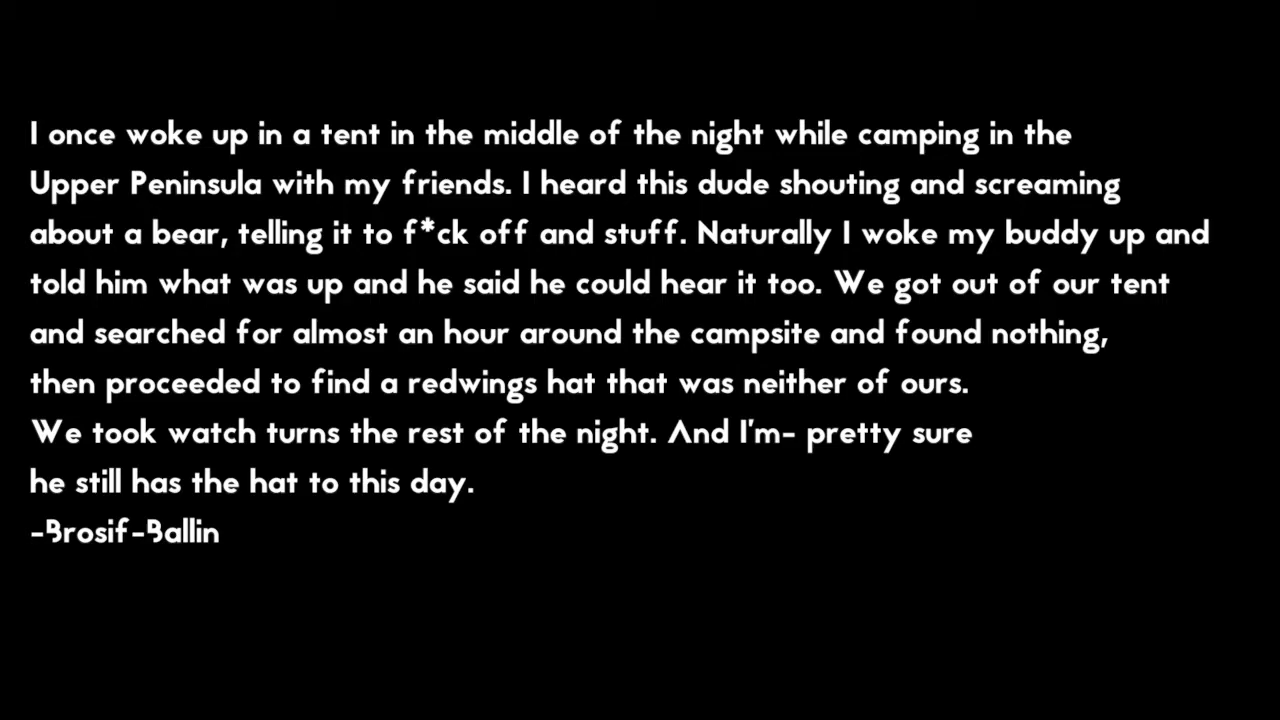 I once woke up in a tent in the middle of the night while camping in the
Upper Peninsula with my friends. I heard this dude shouting and screaming
about a bear, telling it to f*ck off and stuff. Naturally I woke my buddy up and
told him what was up and he said he could hear it too. We got out of our tent
and searched for almost an hour around the campsite and found nothing,
then proceeded to find a redwings hat that was neither of ours.
We took watch turns the rest of the night. And I'm- pretty sure
he still has the hat to this day.
-Brosif-Ballin